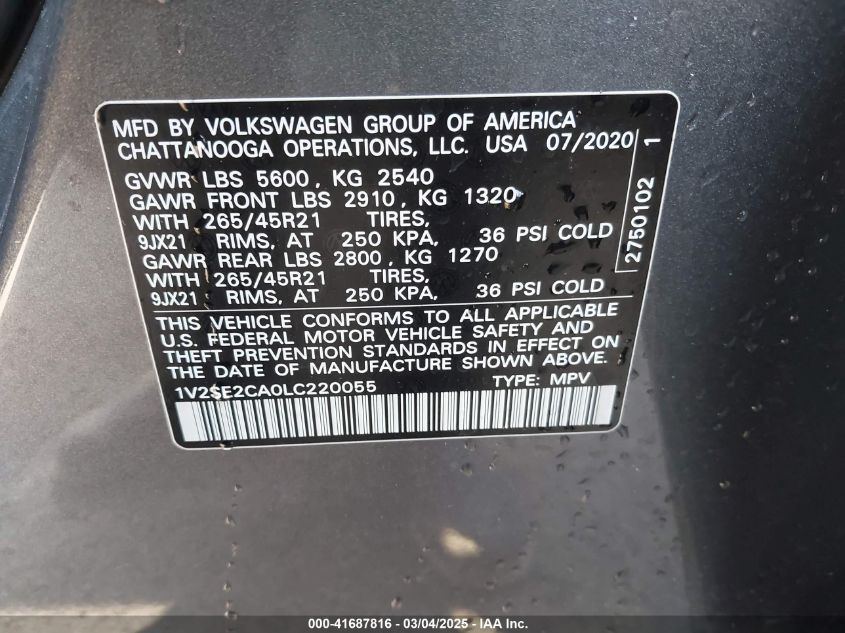 MFD BY VOLKSWAGEN GROUP OF AMERICA
CHATTANOOGA OPERATIONS, LLC. USA 07/2020
GVWR LBS 5600, KG 2540
GAWR FRONT LBS 2910, KG 1320
WITH 265/45R21 TIRES,
9JX21 RIMS, AT 250 KPA, 36 PSI COLD
GAWR REAR LBS 2800, KG 1270
WITH 265/45R21 TIRES,
9JX21 RIMS, AT 250 KPA, 36 PSI COLD
THIS VEHICLE CONFORMS TO ALL APPLICABLE
U.S. FEDERAL MOTOR VEHICLE SAFETY AND
THEFT PREVENTION STANDARDS IN EFFECT ON
THE DATE OF MANUFACTURE SHOWN ABOVE.
1V2SE2CA0LC220055 TYPE: MPV
2750102 1
000-41687816 - 03/04/2025 - IAA Inc.